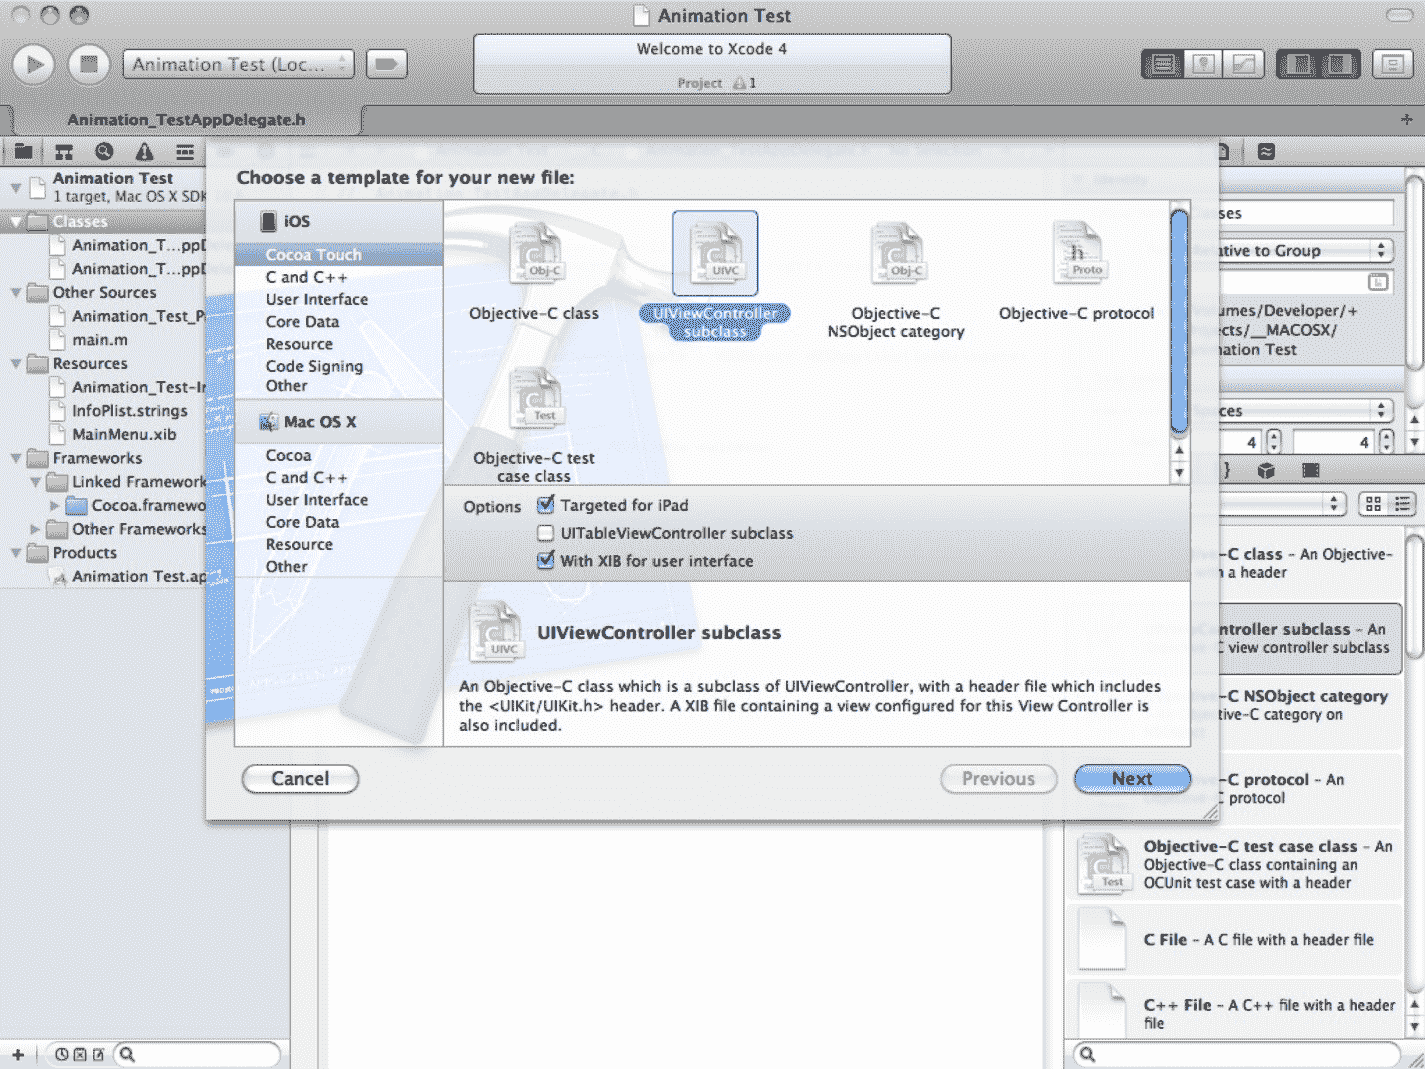 Animation Test
Animation Test (Loc...
Welcome to Xcode 4
Project 1
Animation_TestAppDelegate.h
+
Animation Test
1 target, Mac OS X SDK
Classes
Animation_T...ppD
Animation_T...ppD
Other Sources
Animation_Test_P
main.m
Resources
Animation_Test-In
InfoPlist.strings
MainMenu.xib
Frameworks
Linked Framework
Cocoa.framewo
Other Frameworks
Products
Animation Test.ap
Choose a template for your new file:
iOS
Cocoa Touch
C and C++
User Interface
Core Data
Resource
Code Signing
Other
Mac OS X
Cocoa
C and C++
User Interface
Core Data
Resource
Other
Obj-C
Objective-C class
UIVC
UIViewController
subclass
Obj-C
Objective-C
NSObject category
h
Proto
Objective-C protocol
Test
Objective-C test
case class
Options
Targeted for iPad
UITableViewController subclass
With XIB for user interface
UIVC
UIViewController subclass
An Objective-C class which is a subclass of UIViewController, with a header file which includes
the <UIKit/UIKit.h> header. A XIB file containing a view configured for this View Controller is
also included.
Cancel
Previous
Next
ses
ative to Group
umes/Developer/+
ects/__MACOSX/
mation Test
ces
4
4
}
-C class - An Objective-
a header
ntroller subclass - An
C view controller subclass
-C NSObject category
tive-C category on
-C protocol - An
C protocol
Test
Objective-C test case class - An
Objective-C class containing an
OCUnit test case with a header
C File - A C file with a header file
C++ File - A C++ file with a header
file
+